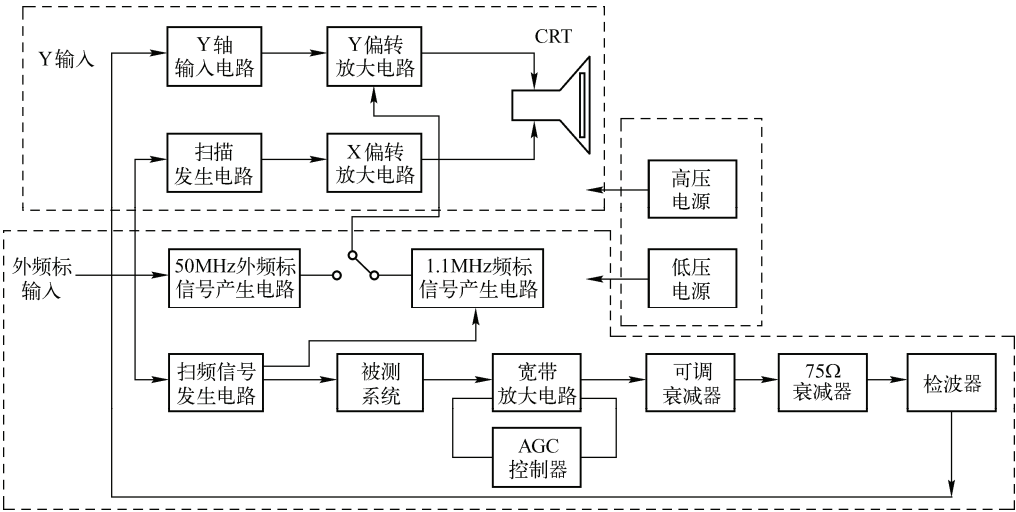 Y输入
Y轴
输入电路
Y偏转
放大电路
CRT
扫描
发生电路
X偏转
放大电路
高压
电源
外频标
输入
50MHz外频标
信号产生电路
1.1MHz频标
信号产生电路
低压
电源
扫频信号
发生电路
被测
系统
宽带
放大电路
可调
衰减器
75Ω
衰减器
检波器
AGC
控制器